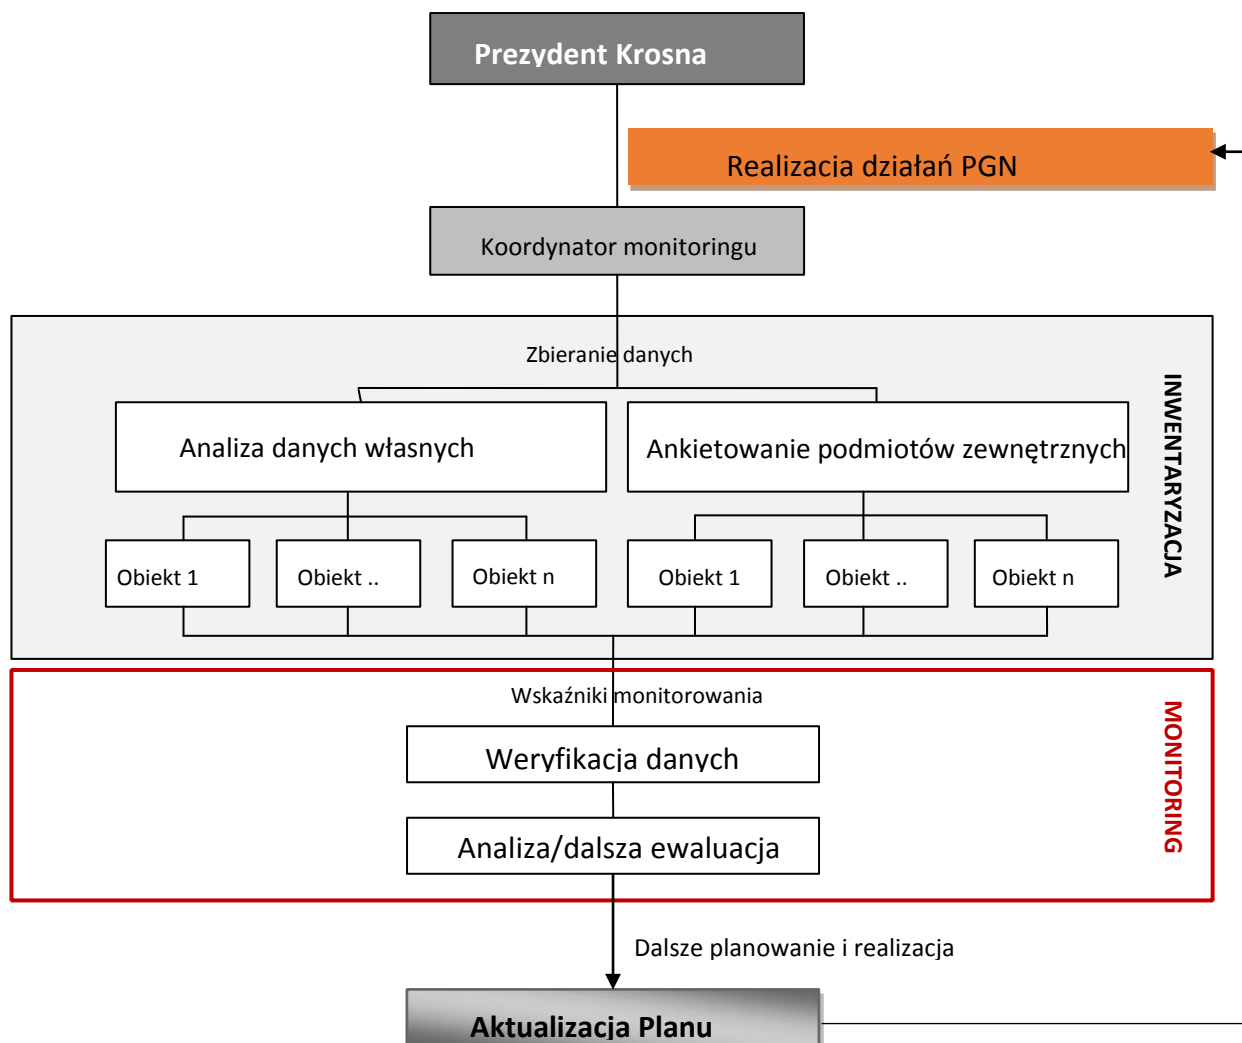 Prezydent Krosna
Realizacja działań PGN
Koordynator monitoringu
Zbieranie danych
INWENTARYZACJA
Analiza danych własnych
Ankietowanie podmiotów zewnętrznych
Obiekt 1
Obiekt ..
Obiekt n
Obiekt 1
Obiekt ..
Obiekt n
Wskaźniki monitorowania
MONITORING
Weryfikacja danych
Analiza/dalsza ewaluacja
Dalsze planowanie i realizacja
Aktualizacja Planu